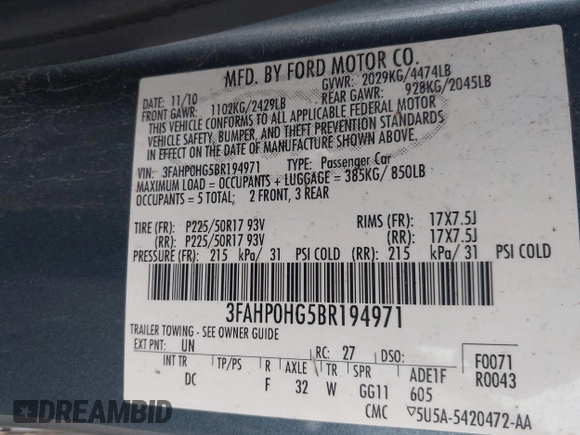 MFD. BY FORD MOTOR CO.
DATE: 11/10 GVWR: 2029KG/4474LB
FRONT GAWR: 1102KG/2429LB REAR GAWR: 928KG/2045LB
THIS VEHICLE CONFORMS TO ALL APPLICABLE FEDERAL MOTOR
VEHICLE SAFETY, BUMPER, AND THEFT PREVENTION STANDARDS
IN EFFECT ON THE DATE OF MANUFACTURE SHOWN ABOVE.
VIN: 3FAHP0HG5BR194971 TYPE: Passenger Car
MAXIMUM LOAD = OCCUPANTS + LUGGAGE = 385KG/ 850LB
OCCUPANTS = 5 TOTAL; 2 FRONT, 3 REAR
TIRE (FR): P225/50R17 93V RIMS (FR): 17X7.5J
(RR): P225/50R17 93V (RR): 17X7.5J
PRESSURE (FR): 215 kPa/ 31 PSI COLD (RR): 215 kPa/ 31 PSI COLD
3FAHP0HG5BR194971
TRAILER TOWING - SEE OWNER GUIDE
EXT PNT: UN RC: 27 DSO: F0071
R0043
INT TR TP/PS R AXLE TR SPR ADE1F
DC F 32 W GG11 605
CMC ▽5U5A-5420472-AA
DREAMBID